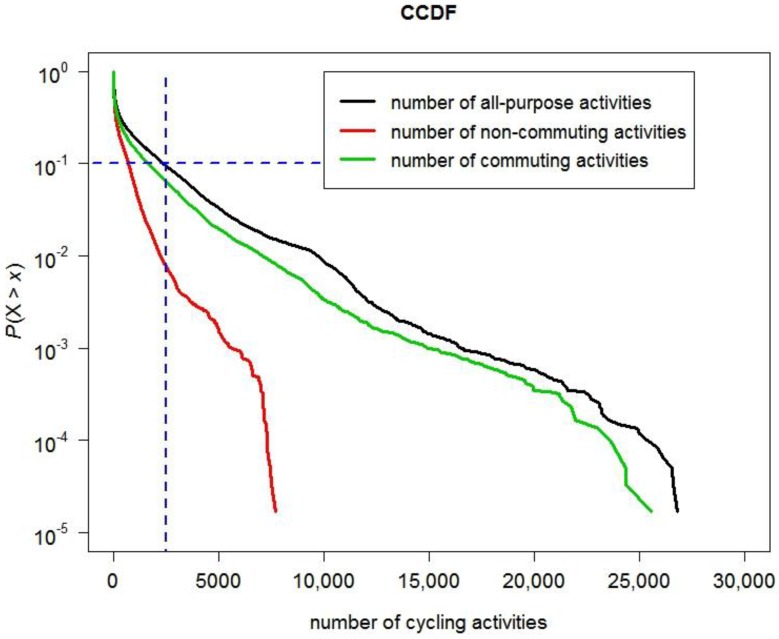 CCDF
number of all-purpose activities
number of non-commuting activities
number of commuting activities
P(X > x)
10⁰
10⁻¹
10⁻²
10⁻³
10⁻⁴
10⁻⁵
0 5000 10,000 15,000 20,000 25,000 30,000
number of cycling activities